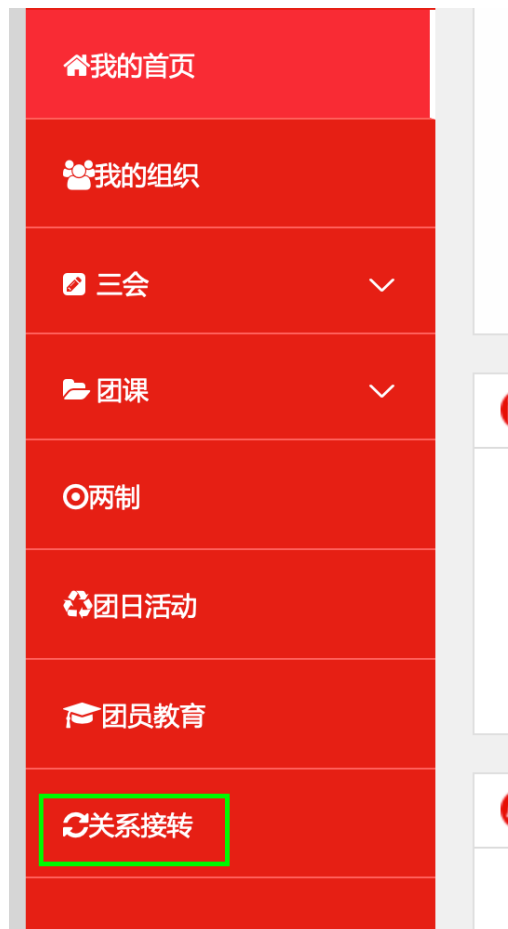 我的首页
我的组织
三会
团课
两制
团日活动
团员教育
关系接转